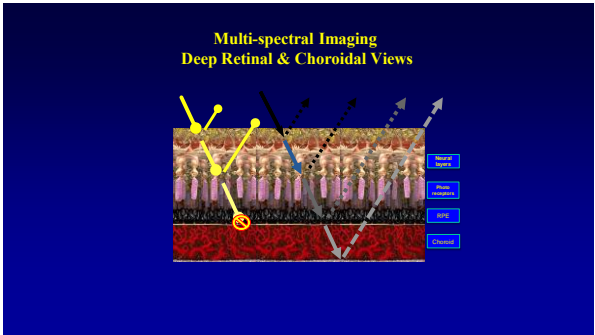 Multi-spectral Imaging
Deep Retinal & Choroidal Views
Neural
layers
Photo
receptors
RPE
Choroid